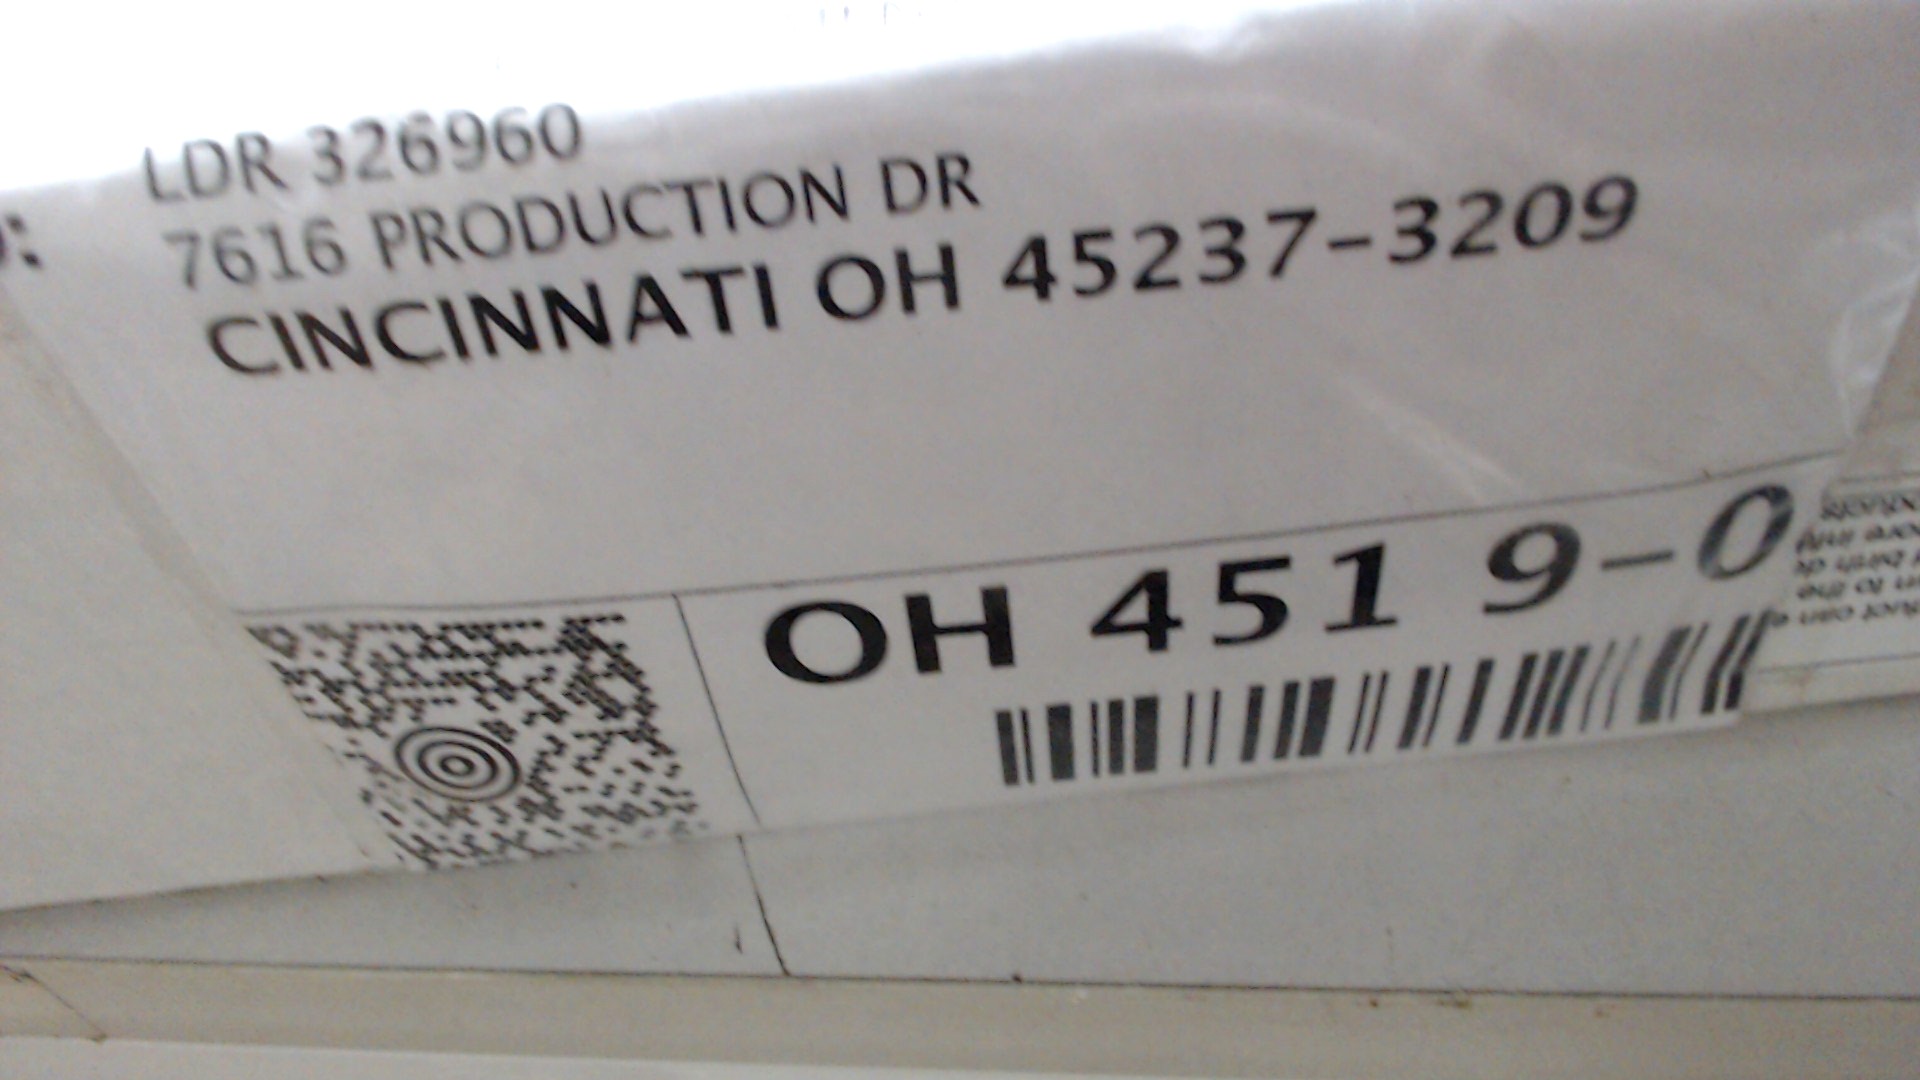 LDR 326960
7616 PRODUCTION DR
CINCINNATI OH 45237-3209
OH 451 9-0